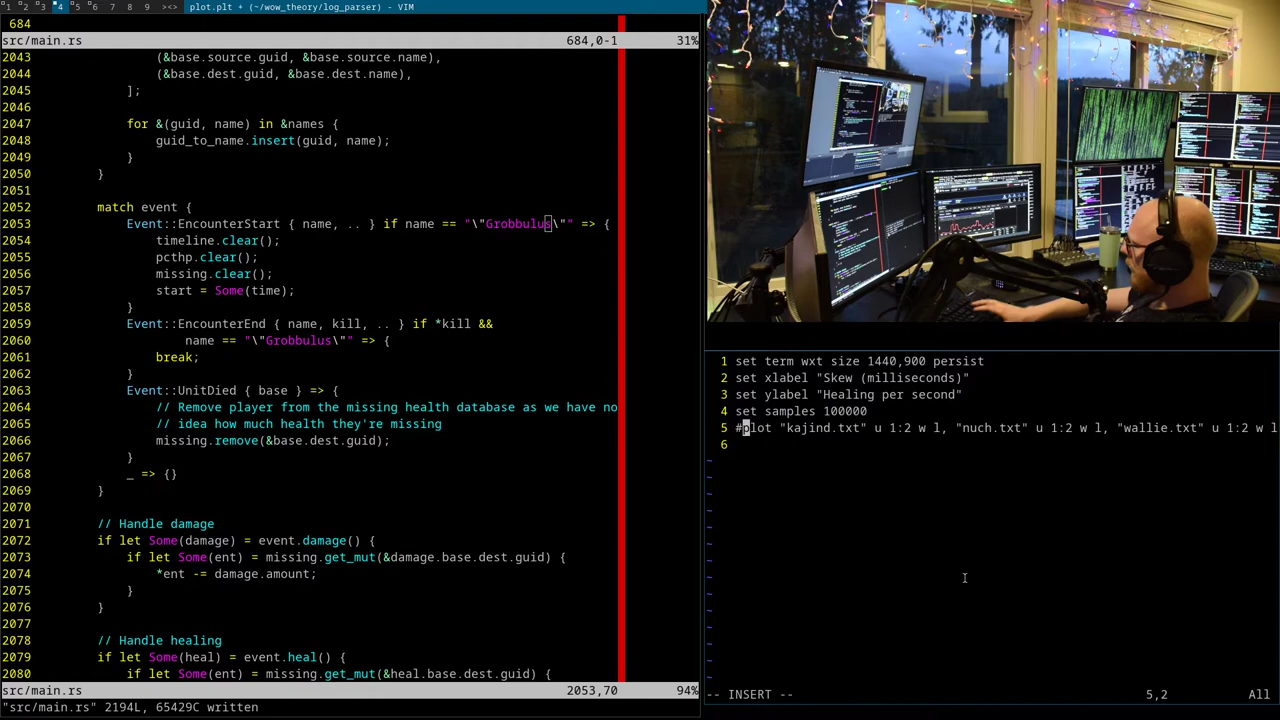 1 2 3 4 5 6 7 8 9 ><> plot.plt + (~/wow_theory/log_parser) - VIM
684
src/main.rs 684,0-1 31%
2043 (&base.source.guid, &base.source.name),
2044 (&base.dest.guid, &base.dest.name),
2045 ];
2046
2047 for &(guid, name) in &names {
2048 guid_to_name.insert(guid, name);
2049 }
2050 }
2051
2052 match event {
2053 Event::EncounterStart { name, .. } if name == "\"Grobbulus\"" => {
2054 timeline.clear();
2055 pcthp.clear();
2056 missing.clear();
2057 start = Some(time);
2058 }
2059 Event::EncounterEnd { name, kill, .. } if *kill &&
2060 name == "\"Grobbulus\"" => {
2061 break;
2062 }
2063 Event::UnitDied { base } => {
2064 // Remove player from the missing health database as we have no
2065 // idea how much health they're missing
2066 missing.remove(&base.dest.guid);
2067 }
2068 _ => {}
2069 }
2070
2071 // Handle damage
2072 if let Some(damage) = event.damage() {
2073 if let Some(ent) = missing.get_mut(&damage.base.dest.guid) {
2074 *ent -= damage.amount;
2075 }
2076 }
2077
2078 // Handle healing
2079 if let Some(heal) = event.heal() {
2080 if let Some(ent) = missing.get_mut(&heal.base.dest.guid) {
src/main.rs 2053,70 94%
"src/main.rs" 2194L, 65429C written
1 set term wxt size 1440,900 persist
2 set xlabel "Skew (milliseconds)"
3 set ylabel "Healing per second"
4 set samples 100000
5 #plot "kajind.txt" u 1:2 w l, "nuch.txt" u 1:2 w l, "wallie.txt" u 1:2 w l
6
~
~
~
~
~
~
~
~
~
~
~
~
~
~
-- INSERT -- 5,2 All